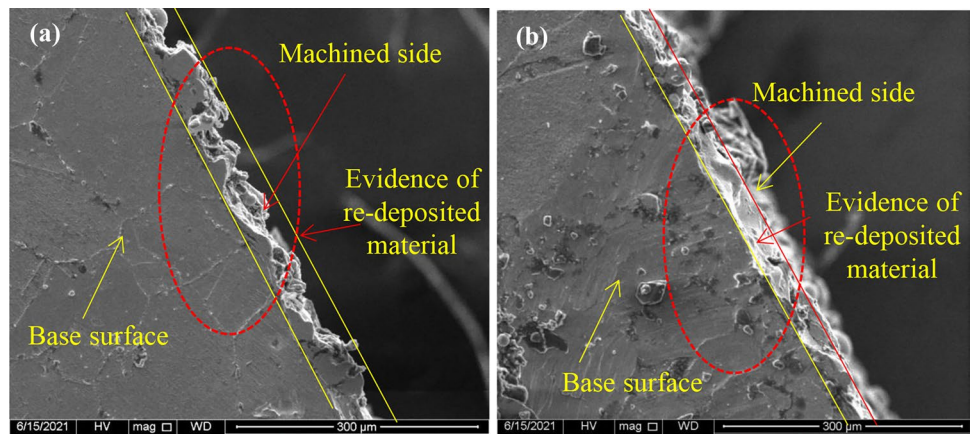 (a)
Machined side
Evidence of
re-deposited
material
Base surface
6/15/2021 HV mag □ WD 300 µm
(b)
Machined side
Evidence of
re-deposited
material
Base surface
6/15/2021 HV mag □ WD 300 µm